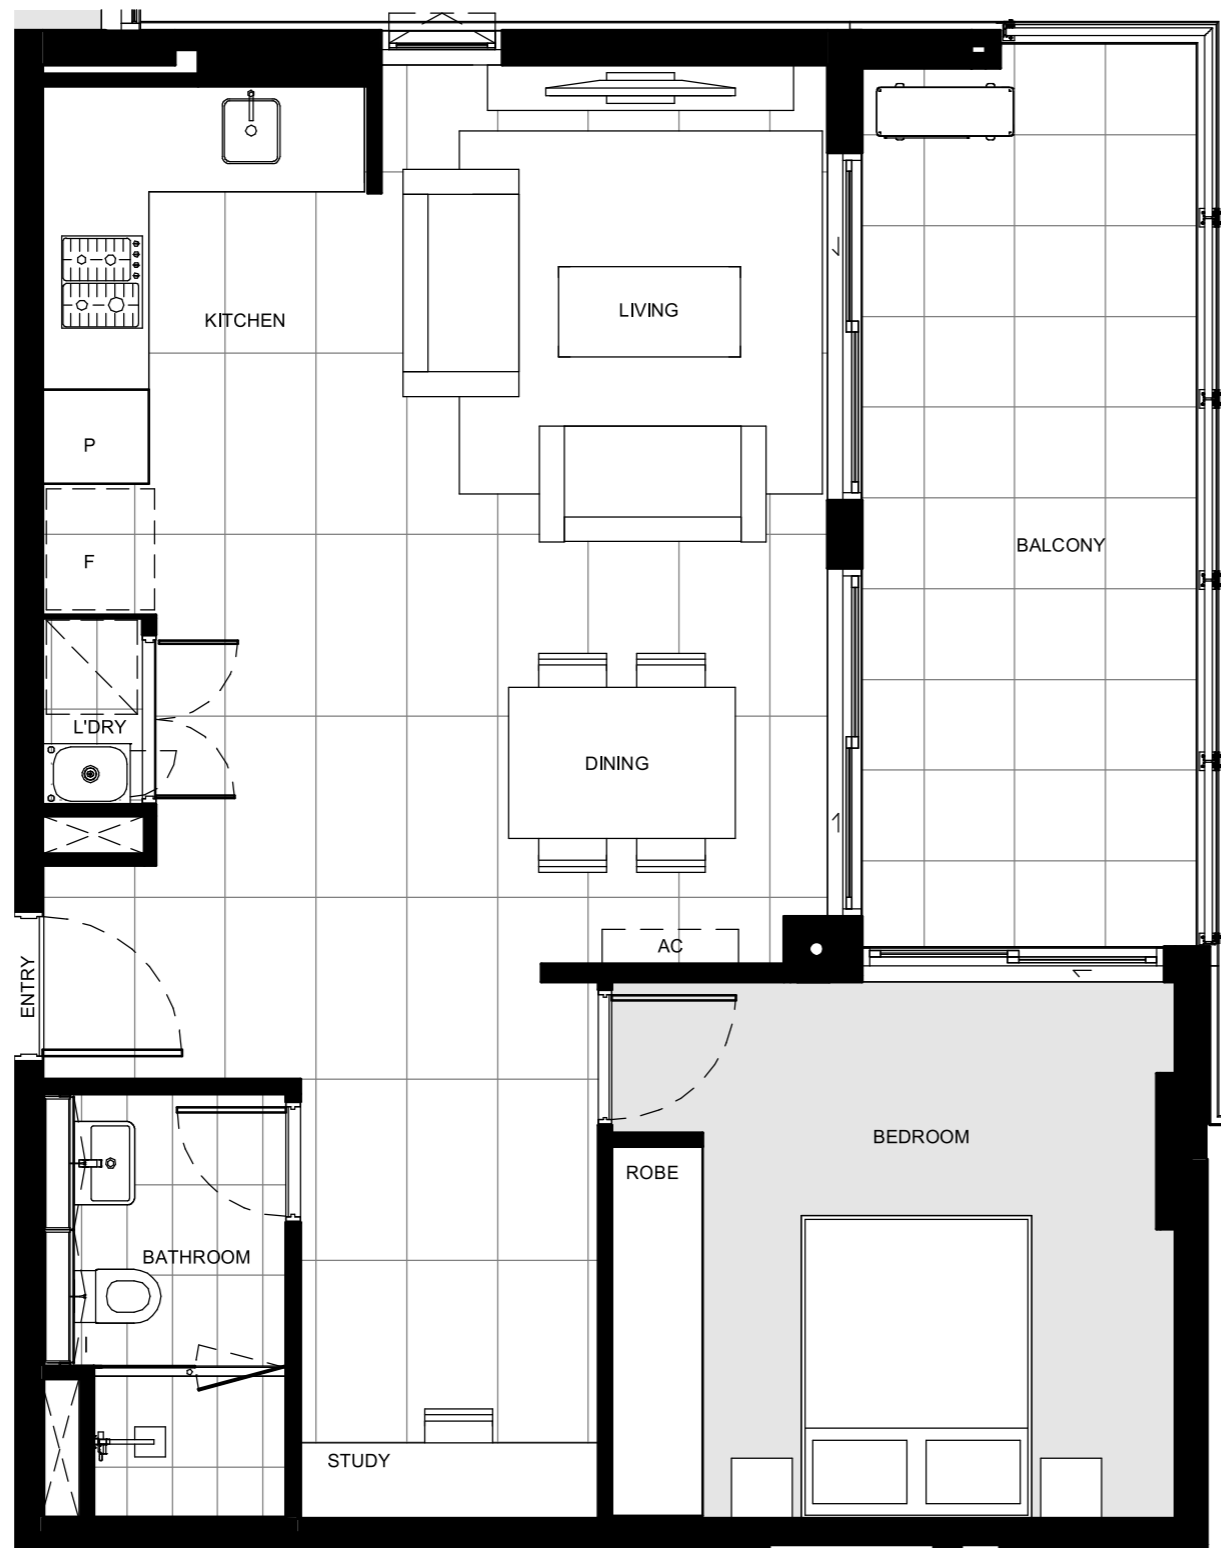 KITCHEN
LIVING
P
F
BALCONY
L'DRY
DINING
AC
ENTRY
BEDROOM
ROBE
BATHROOM
STUDY